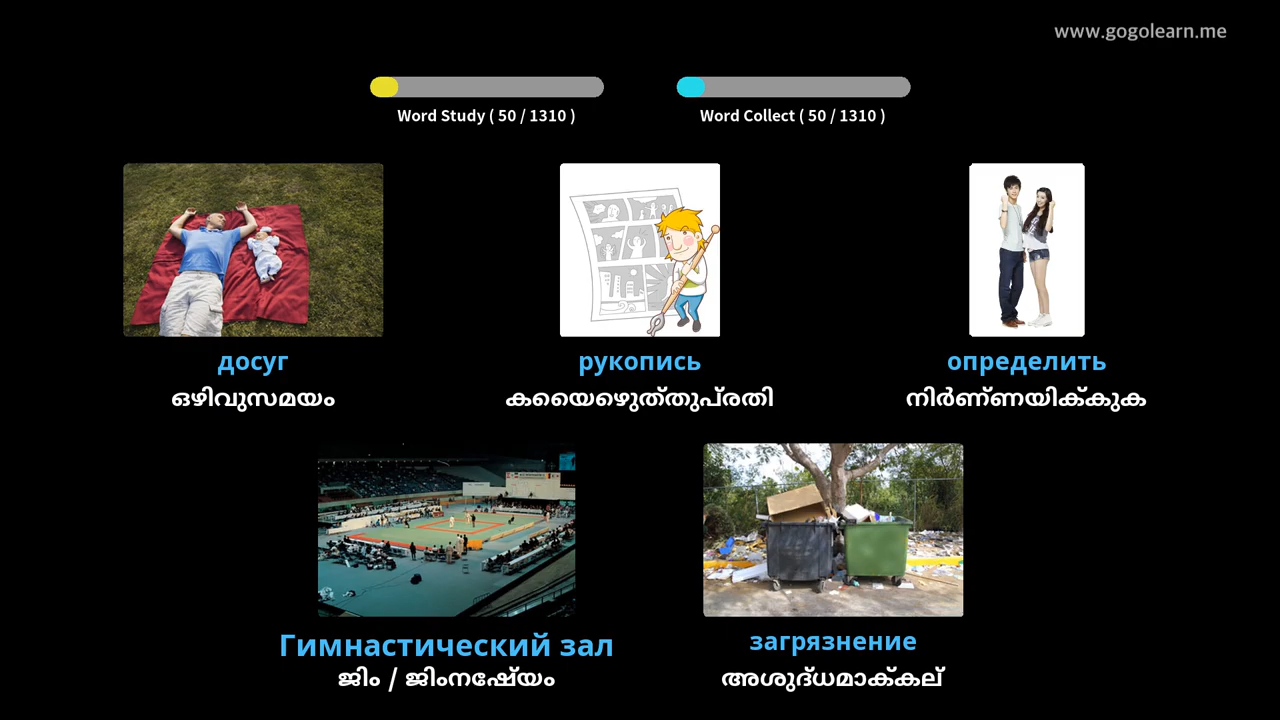 www.gogolearn.me
Word Study ( 50 / 1310 )
Word Collect ( 50 / 1310 )
досуг
рукопись
определить
ഒഴിവുസമയം
കയ്യെഴുത്തുപ്രതി
നിർണ്ണയിക്കുക
Гимнастический зал
загрязнение
ജിം / ജിംനേഷ്യം
അശുദ്ധമാക്കല്